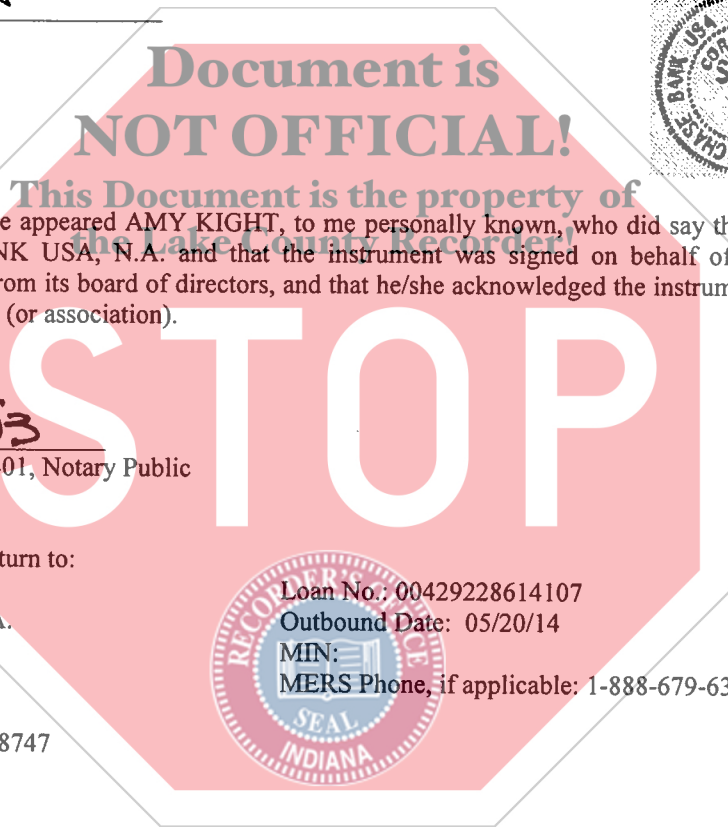 Document is
NOT OFFICIAL!
This Document is the property of
the Lake County Recorder!
CHASE BANK USA
e appeared AMY KIGHT, to me personally known, who did say th
NK USA, N.A. and that the instrument was signed on behalf of
rom its board of directors, and that he/she acknowledged the instrum
(or association).
STOP
01, Notary Public
turn to:
Loan No.: 00429228614107
Outbound Date: 05/20/14
MIN:
MERS Phone, if applicable: 1-888-679-63
8747
RECORDER'S OFFICE
SEAL
INDIANA